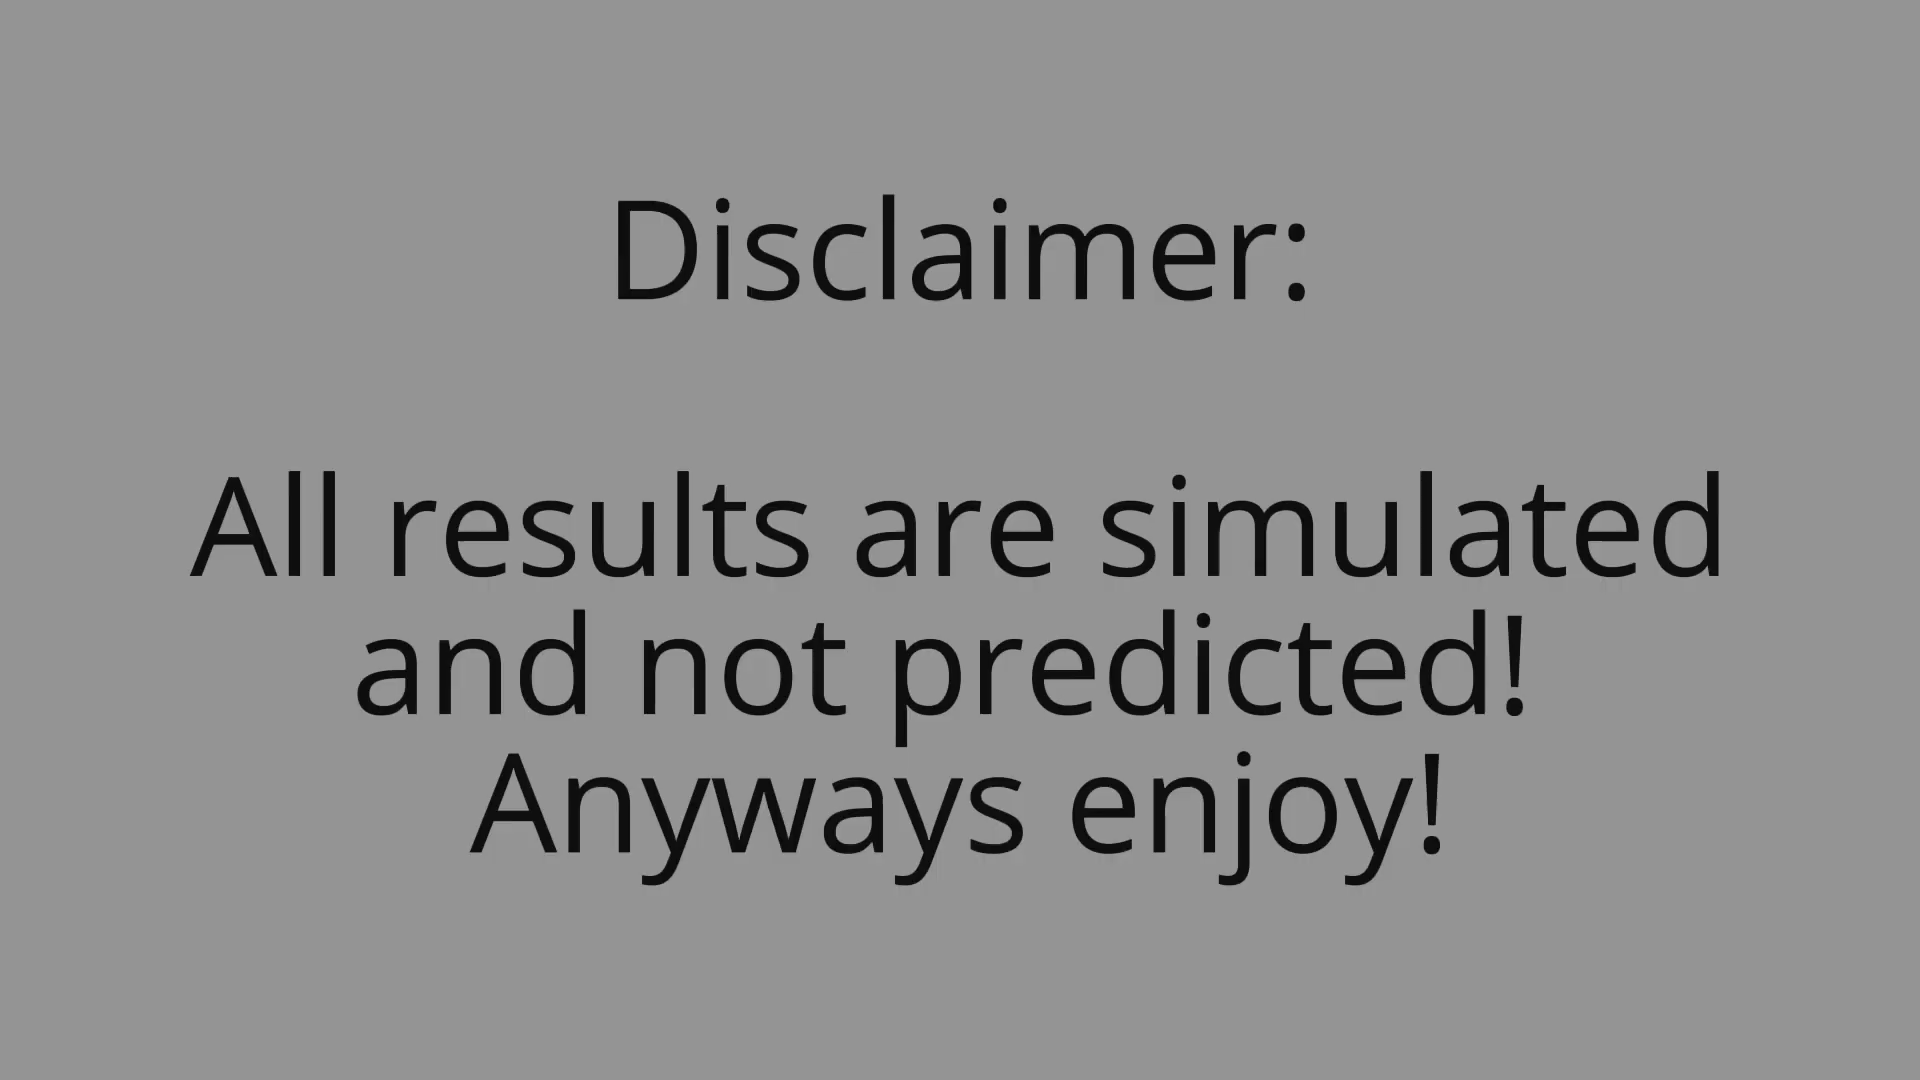 Disclaimer:
All results are simulated
and not predicted!
Anyways enjoy!